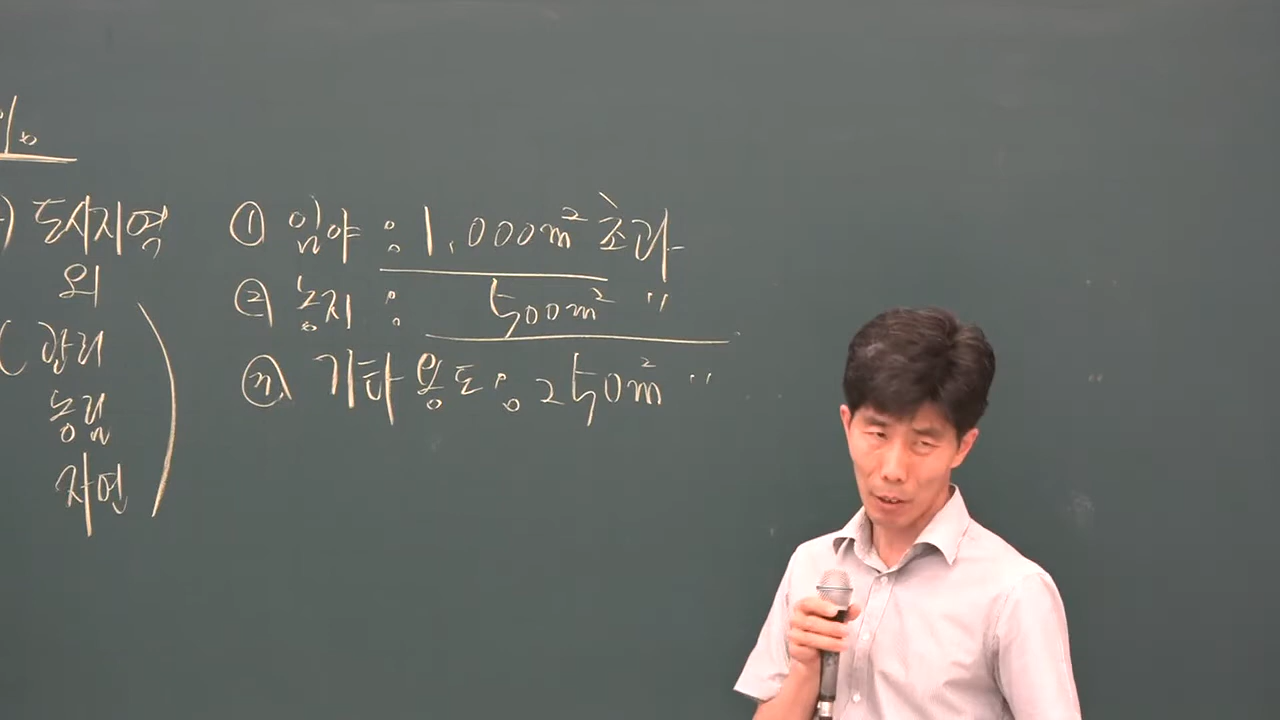 도시지역 ① 임야 : 1,000m² 초과
외 ② 농지 : 500m² "
( 관리 ⓝ 기타 용도 : 250m² "
농림
자연 )